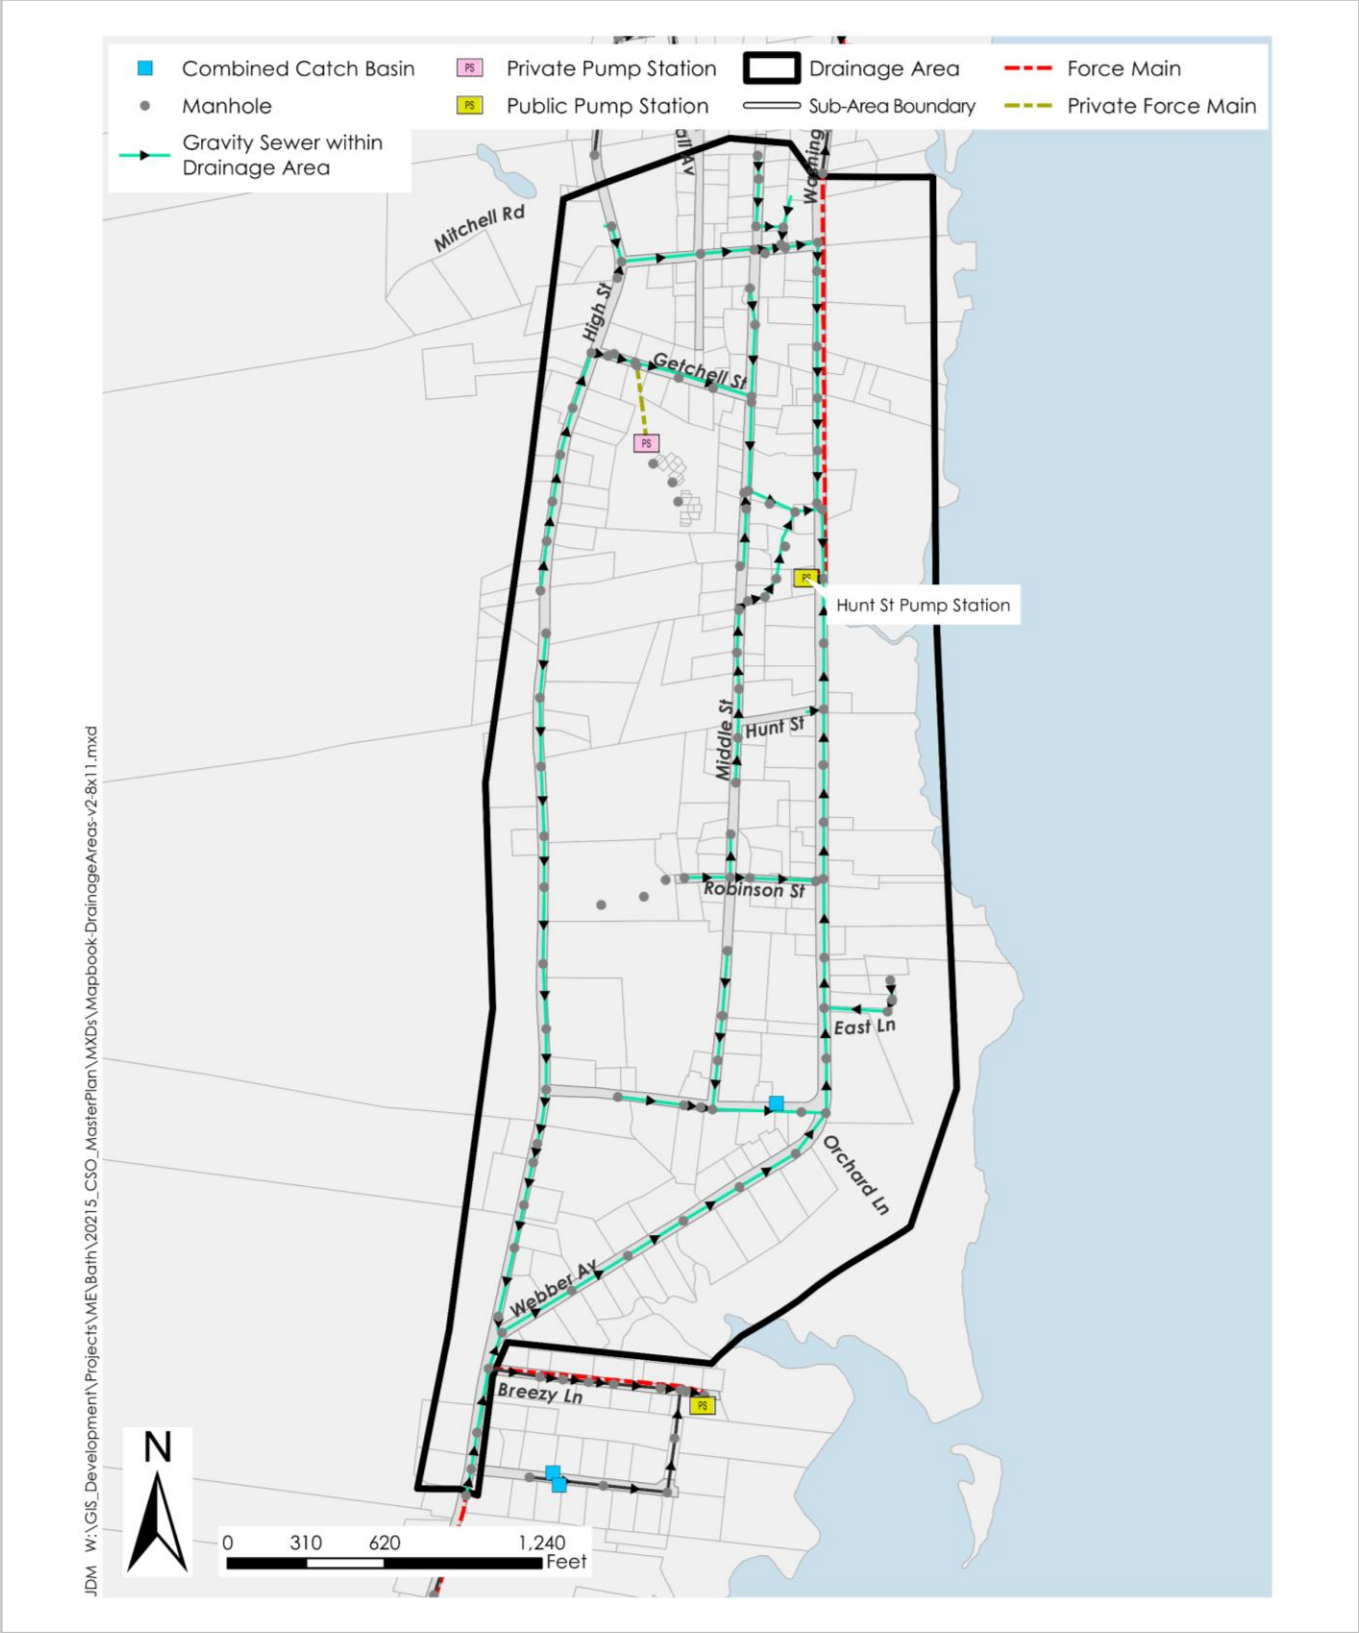 Combined Catch Basin
PS
Private Pump Station
Drainage Area
Force Main
Manhole
PS
Public Pump Station
Sub-Area Boundary
Private Force Main
Gravity Sewer within
Drainage Area
Mitchell Rd
High St
Getchell St
PS
PS
Hunt St Pump Station
Middle St
Hunt St
Robinson St
East Ln
Orchard Ln
Webber Av
Breezy Ln
PS
N
0 310 620 1,240
Feet
JDM W:\GIS_Development\Projects\ME\Bath\20215_CSO_MasterPlan\MXDs\Mapbook-DrainageAreas-v2-8x11.mxd